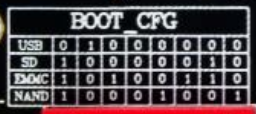 BOOT_CFG
USB 0 1 0 0 0 0 0 0
SD 1 0 0 0 0 0 1 0
EMMC 1 0 1 0 0 1 1 0
NAND 1 0 0 0 1 0 0 1